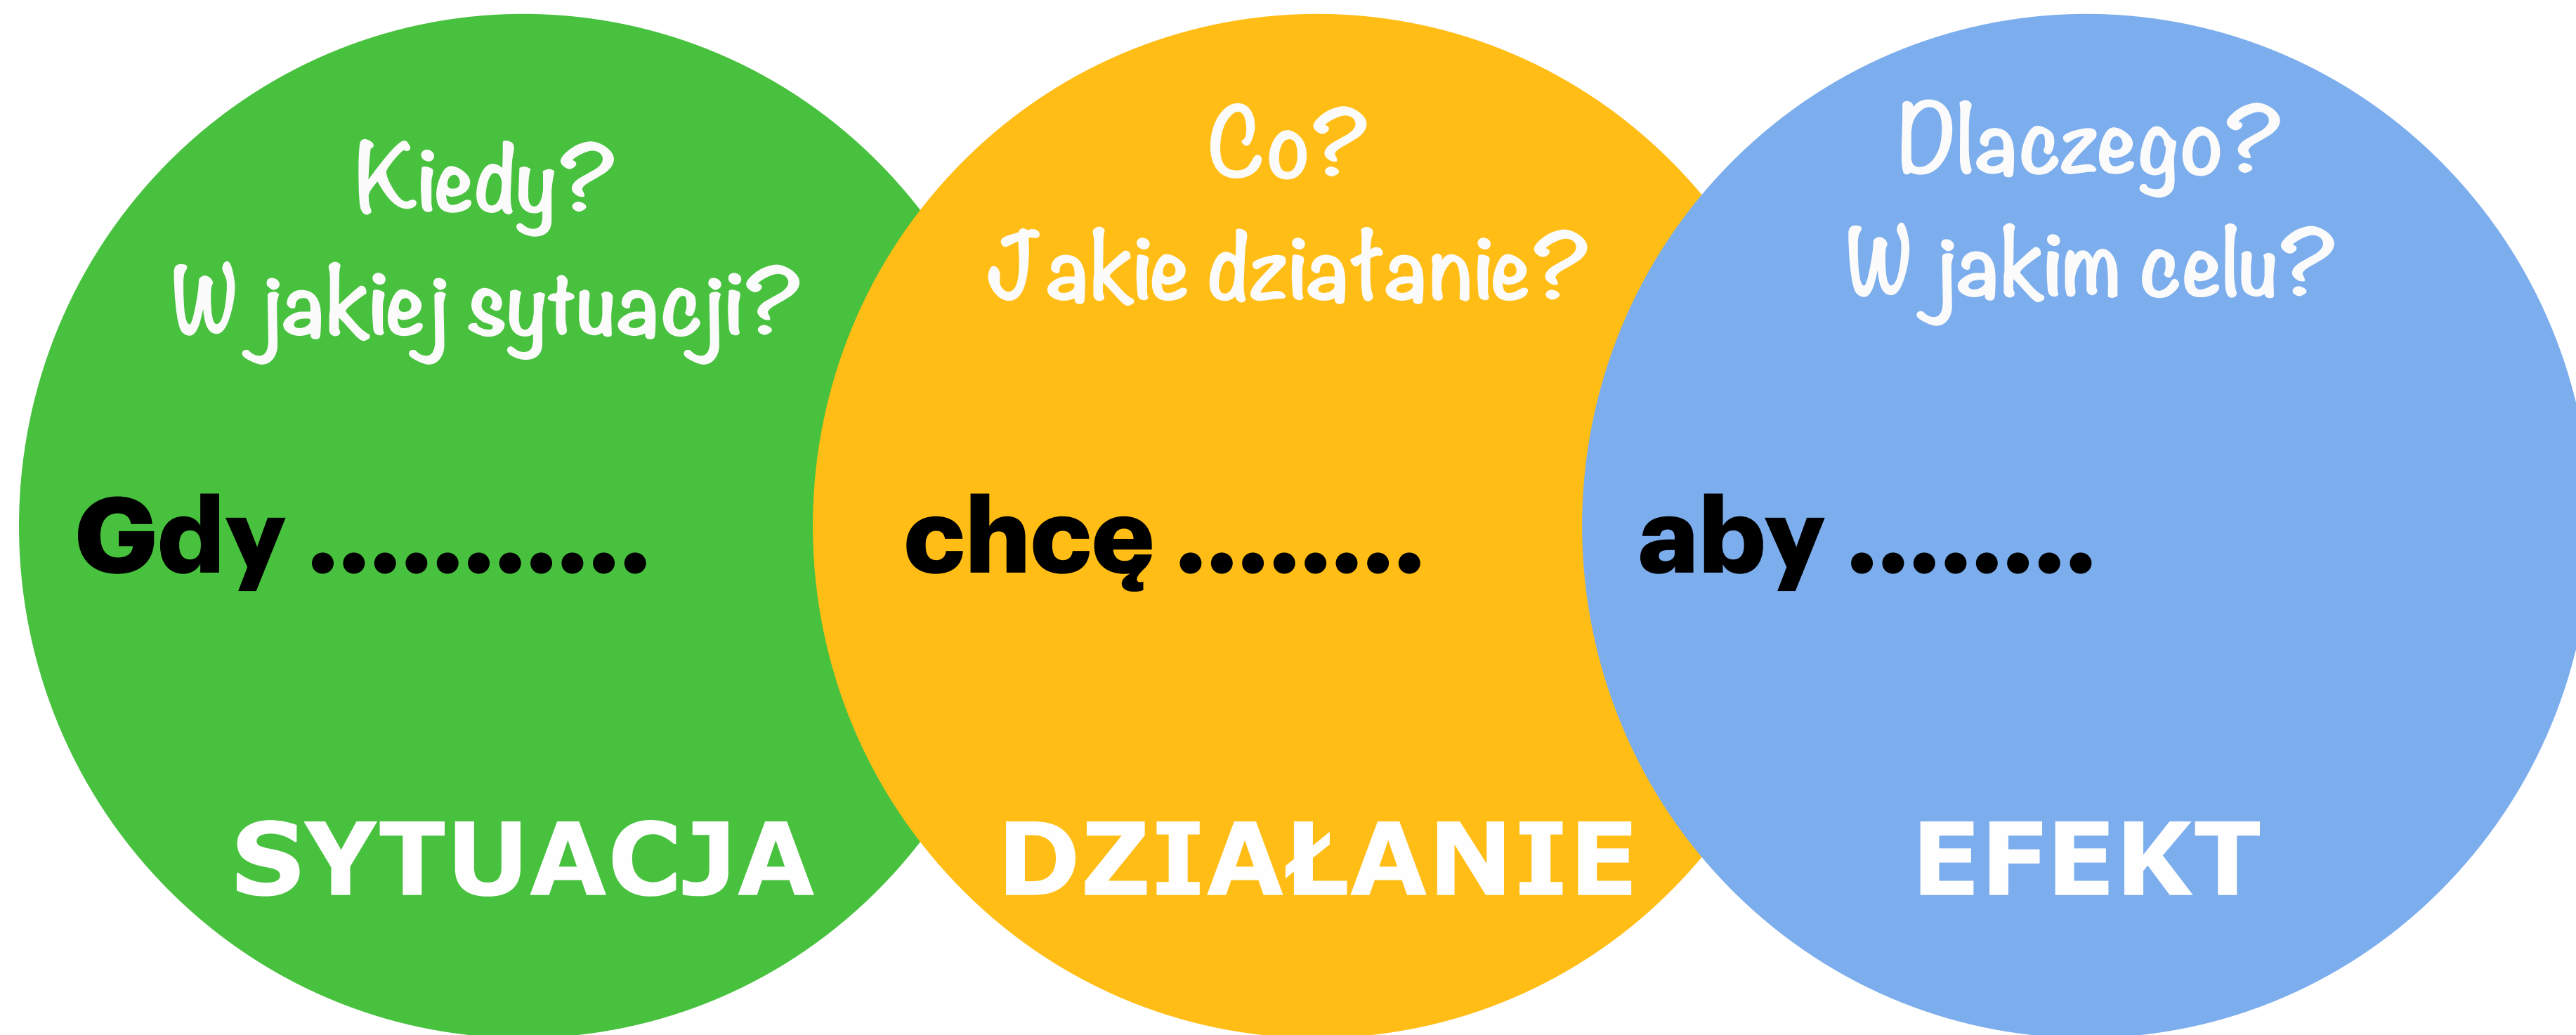 Kiedy?
W jakiej sytuacji?
Gdy ...........
SYTUACJA
Co?
Jakie działanie?
chcę ........
DZIAŁANIE
Dlaczego?
W jakim celu?
aby ........
EFEKT